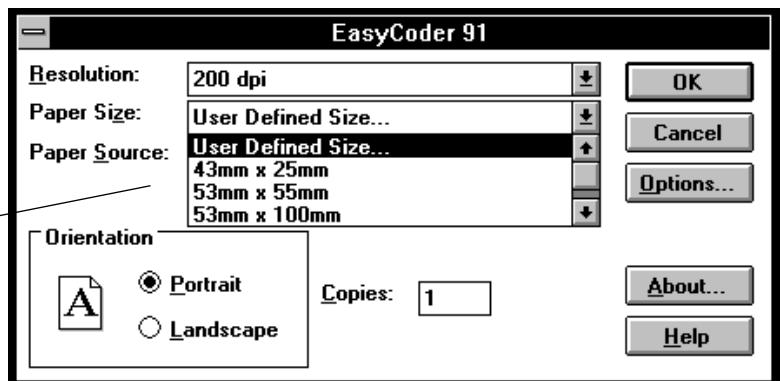 EasyCoder 91
Resolution: 200 dpi OK
Paper Size: User Defined Size... Cancel
Paper Source: User Defined Size...
43mm x 25mm Options...
53mm x 55mm
53mm x 100mm
Orientation
A Portrait Copies: 1 About...
Landscape Help